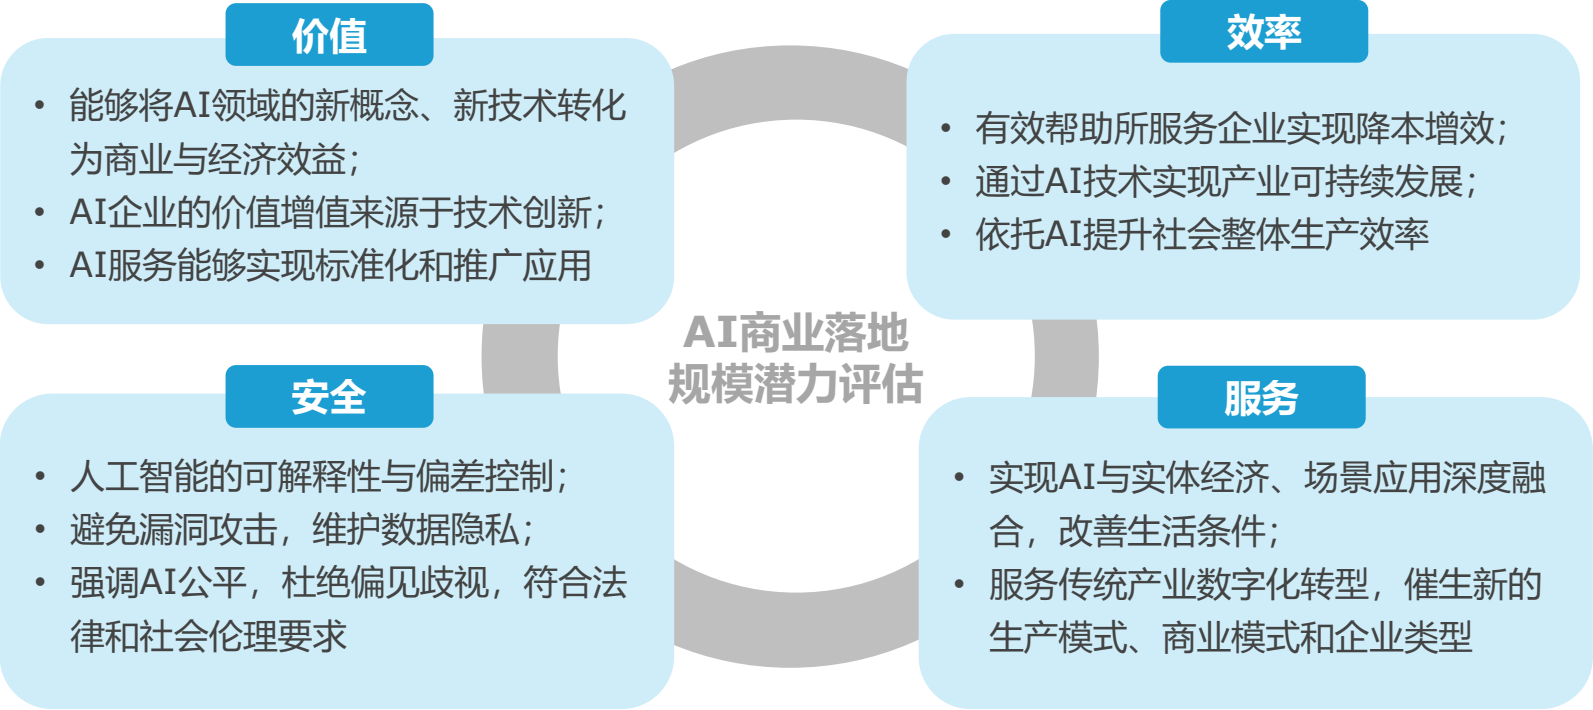 价值
• 能够将AI领域的新概念、新技术转化
为商业与经济效益；
• AI企业的价值增值来源于技术创新；
• AI服务能够实现标准化和推广应用
效率
• 有效帮助所服务企业实现降本增效；
• 通过AI技术实现产业可持续发展；
• 依托AI提升社会整体生产效率
AI商业落地
规模潜力评估
安全
• 人工智能的可解释性与偏差控制；
• 避免漏洞攻击，维护数据隐私；
• 强调AI公平，杜绝偏见歧视，符合法
律和社会伦理要求
服务
• 实现AI与实体经济、场景应用深度融
合，改善生活条件；
• 服务传统产业数字化转型，催生新的
生产模式、商业模式和企业类型